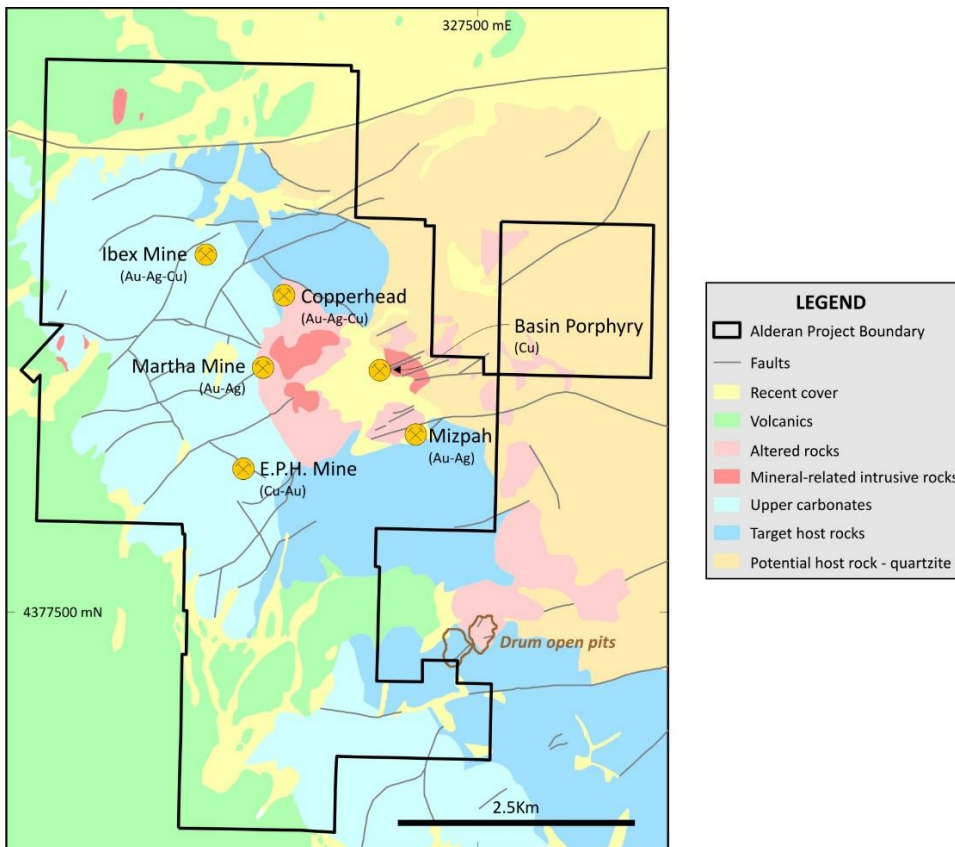 327500 mE
Ibex Mine
(Au-Ag-Cu)
Copperhead
(Au-Ag-Cu)
Basin Porphyry
(Cu)
Martha Mine
(Au-Ag)
Mizpah
(Au-Ag)
E.P.H. Mine
(Cu-Au)
4377500 mN
Drum open pits
2.5Km
LEGEND
Alderan Project Boundary
Faults
Recent cover
Volcanics
Altered rocks
Mineral-related intrusive rocks
Upper carbonates
Target host rocks
Potential host rock - quartzite